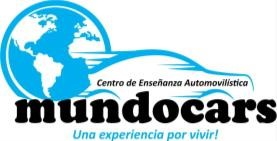 Centro de Enseñanza Automovilística
mundocars
Una experiencia por vivir!